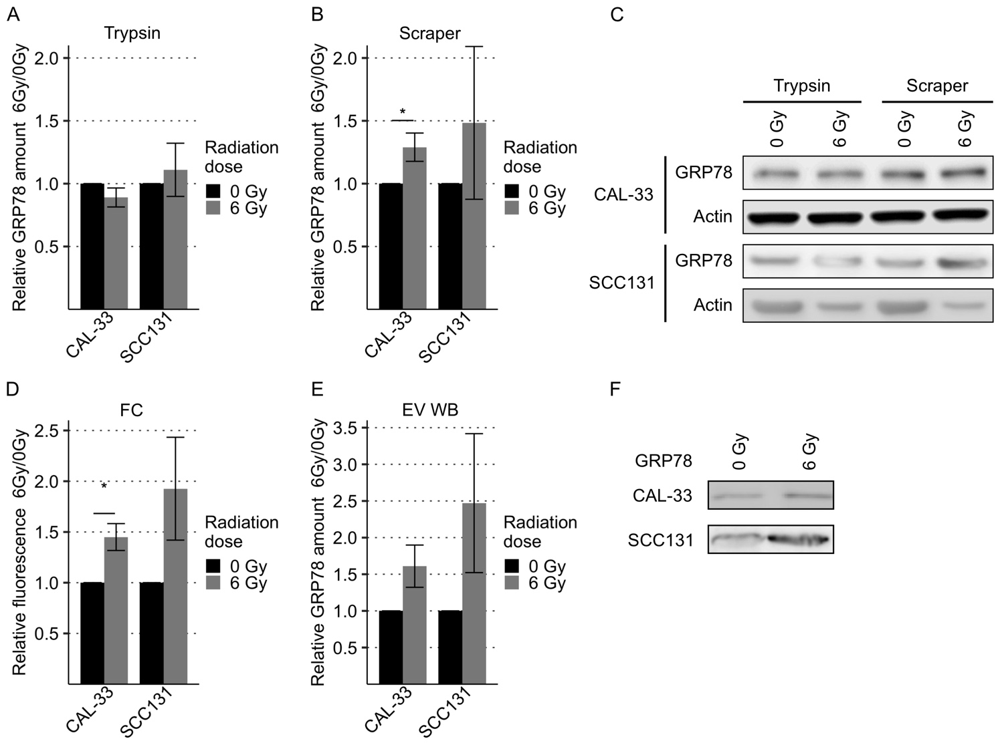 A
Trypsin
Relative GRP78 amount 6Gy/0Gy
2.0
1.5
1.0
0.5
CAL-33
SCC131
Radiation
dose
0 Gy
6 Gy
B
Scraper
Relative GRP78 amount 6Gy/0Gy
2.0
1.5
1.0
0.5
*
CAL-33
SCC131
Radiation
dose
0 Gy
6 Gy
C
Trypsin Scraper
0 Gy 6 Gy 0 Gy 6 Gy
CAL-33
GRP78
Actin
SCC131
GRP78
Actin
D
FC
Relative fluorescence 6Gy/0Gy
2.5
2.0
1.5
1.0
0.5
*
CAL-33
SCC131
Radiation
dose
0 Gy
6 Gy
E
EV WB
Relative GRP78 amount 6Gy/0Gy
3.5
3.0
2.5
2.0
1.5
1.0
0.5
CAL-33
SCC131
Radiation
dose
0 Gy
6 Gy
F
GRP78 0 Gy 6 Gy
CAL-33
SCC131